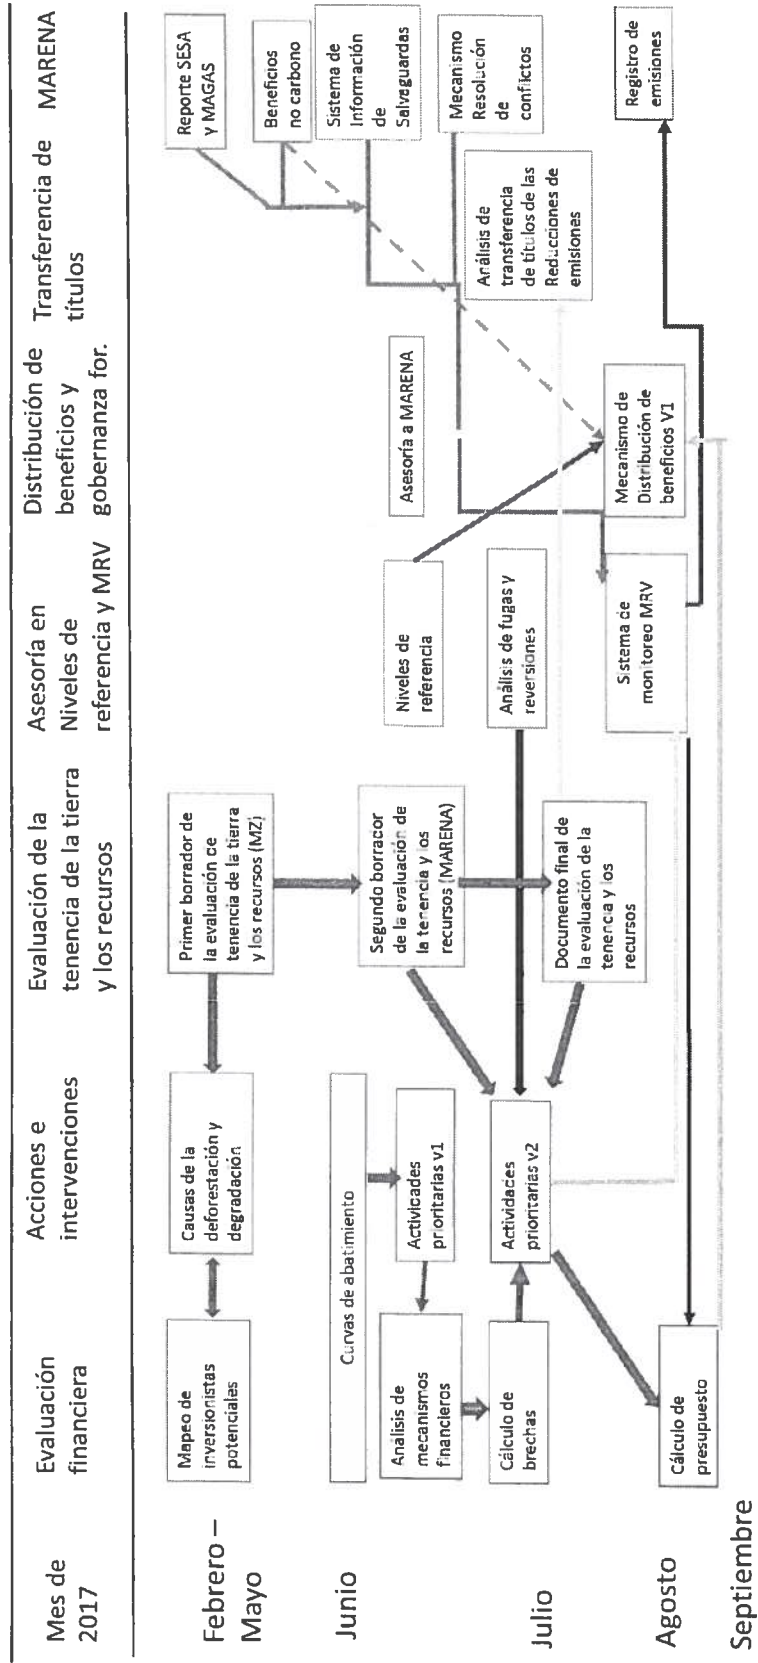 Mes de
2017
Evaluación
financiera
Acciones e
intervenciones
Evaluación de la
tenencia de la tierra
y los recursos
Asesoría en
Niveles de
referencia y MRV
Distribución de
beneficios y
gobernanza for.
Transferencia de
títulos
MARENA
Febrero –
Mayo
Mapeo de
inversionistas
potenciales
Causas de la
deforestación y
degradación
Primer borrador de
la evaluación de
tenencia de la tierra
y los recursos (MZ)
Reporte SESA
y MAGAS
Beneficios
no carbono
Junio
Curvas de abatimiento
Sistema de
Información
de
Salveguardas
Análisis de
mecanismos
financieros
Actividades
prioritarias v1
Segundo borrador
de la evaluación de
la tenencia y los
recursos (MARENA)
Niveles de
referencia
Asesoría a MARENA
Mecanismo
Resolución
de
conflictos
Julio
Cálculo de
brechas
Actividades
prioritarias v2
Documento final de
la evaluación de la
tenencia y los
recursos
Análisis de fugas y
reversiones
Análisis de
transferencia
de títulos de las
Reducciones de
emisiones
Agosto
Cálculo de
presupuesto
Sistema de
monitoreo MRV
Mecanismo de
Distribución de
beneficios V1
Registro de
emisiones
Septiembre